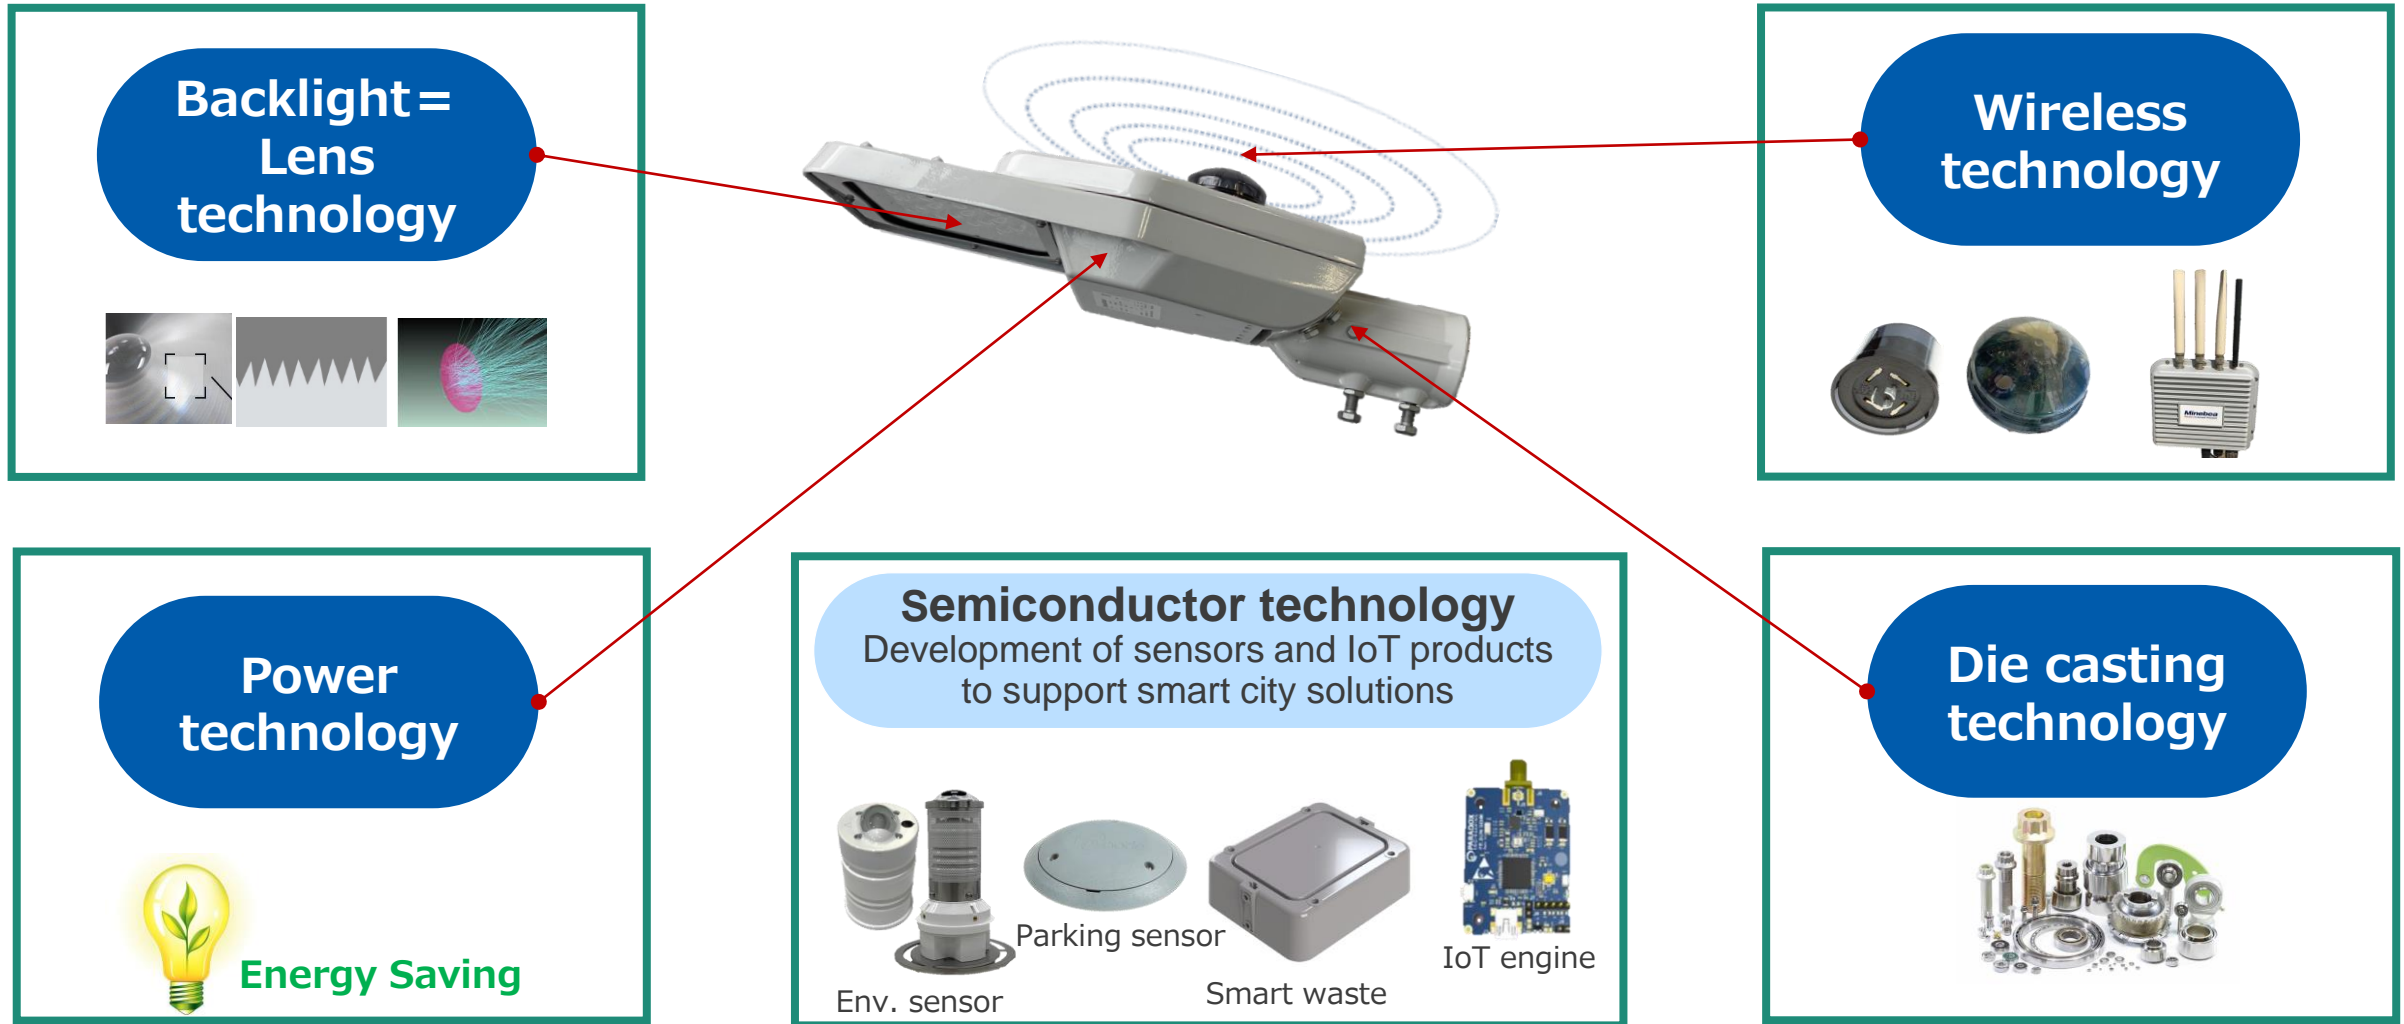 Backlight=
Lens
technology
Wireless
technology
Minebea
Power
technology
Energy Saving
Semiconductor technology
Development of sensors and IoT products
to support smart city solutions
Env. sensor
Parking sensor
Smart waste
IoT engine
Die casting
technology